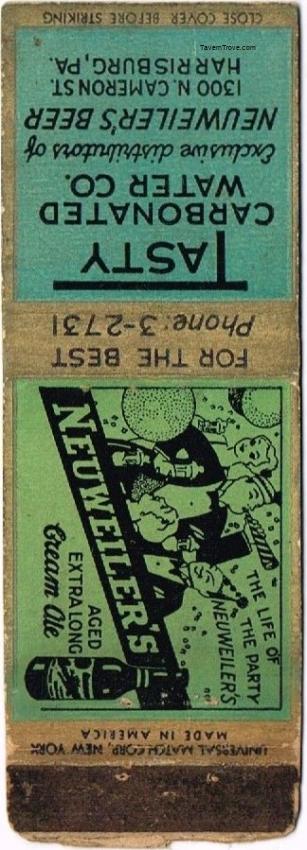 TavernTrove.com
CLOSE COVER BEFORE STRIKING
TASTY
CARBONATED
WATER CO.
Exclusive distributors of
NEUWEILER'S BEER
1300 N. CAMERON ST.
HARRISBURG, PA.
FOR THE BEST
Phone: 3-2731
THE LIFE OF
THE PARTY
NEUWEILER'S
NEUWEILER'S
AGED
EXTRA LONG
Cream Ale
MADE IN AMERICA
UNIVERSAL MATCH CORP., NEW YORK